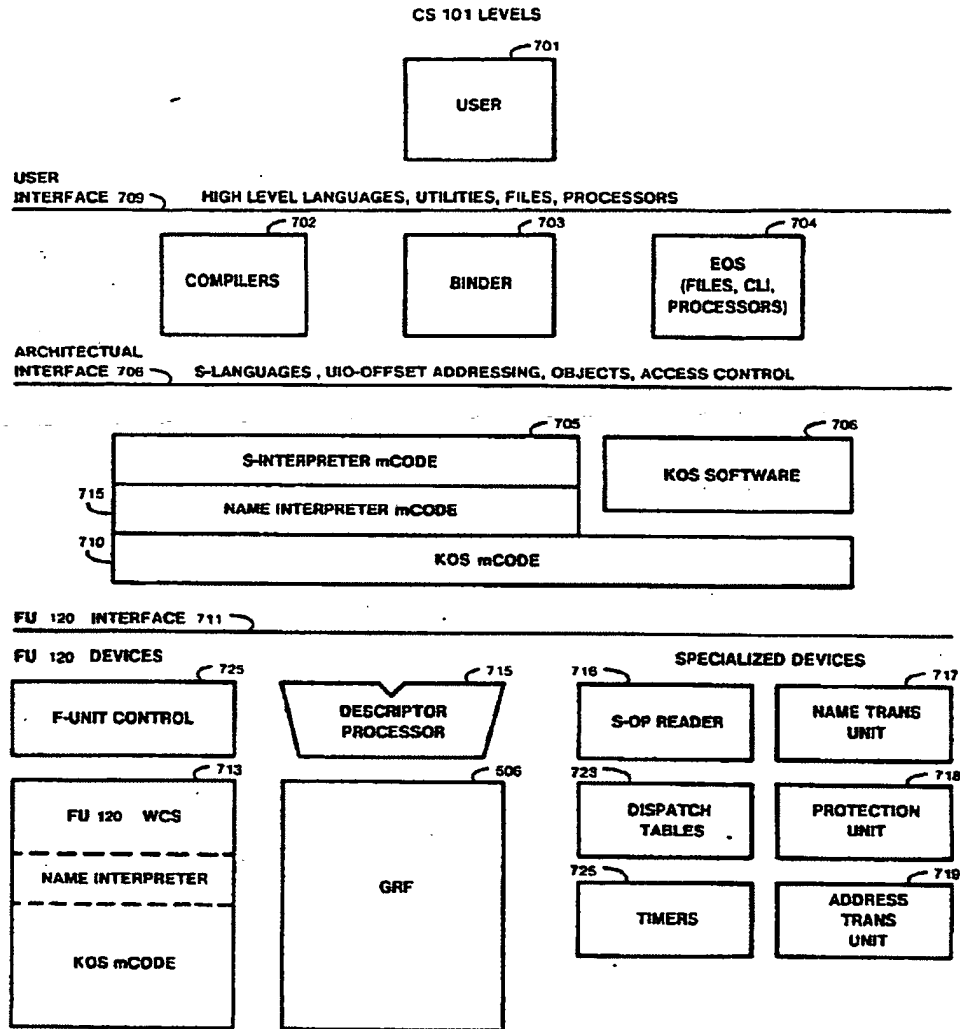 CS 101 LEVELS
701
USER
USER
INTERFACE 709
HIGH LEVEL LANGUAGES, UTILITIES, FILES, PROCESSORS
702
703
704
COMPILERS
BINDER
EOS
(FILES, CLI,
PROCESSORS)
ARCHITECTUAL
INTERFACE 708
S-LANGUAGES , UIO-OFFSET ADDRESSING, OBJECTS, ACCESS CONTROL
705
706
S-INTERPRETER mCODE
KOS SOFTWARE
715
NAME INTERPRETER mCODE
710
KOS mCODE
FU 120 INTERFACE 711
FU 120 DEVICES
SPECIALIZED DEVICES
725
715
716
717
F-UNIT CONTROL
DESCRIPTOR
PROCESSOR
S-OP READER
NAME TRANS
UNIT
713
506
723
718
FU 120 WCS
DISPATCH
TABLES
PROTECTION
UNIT
NAME INTERPRETER
GRF
725
719
TIMERS
ADDRESS
TRANS
UNIT
KOS mCODE